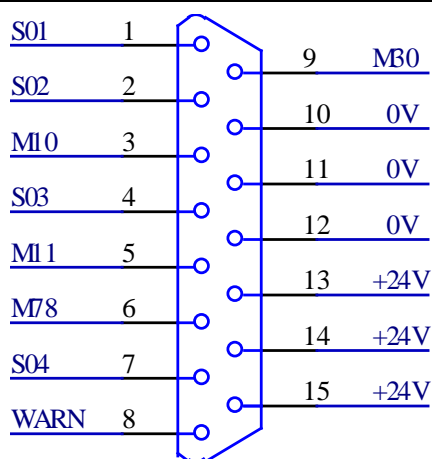 S01 1
9 M30
S02 2
10 0V
M10 3
11 0V
S03 4
12 0V
M11 5
13 +24V
M78 6
14 +24V
S04 7
15 +24V
WARN 8